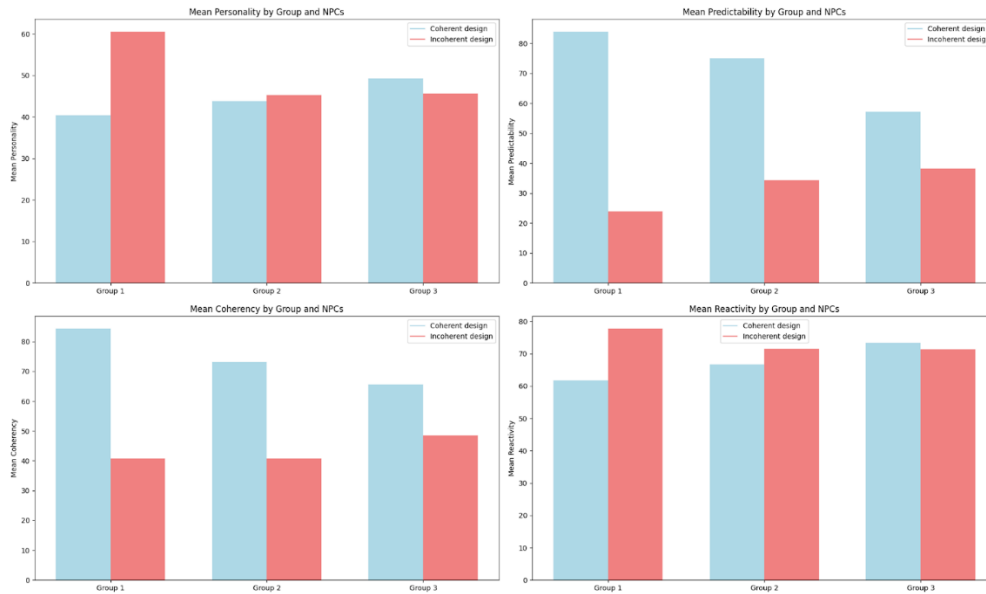 Mean Personality by Group and NPCs
Coherent design
Incoherent design
Mean Personality
60
50
40
30
20
10
0
Group 1
Group 2
Group 3
Mean Predictability by Group and NPCs
Coherent design
Incoherent design
Mean Predictability
80
70
60
50
40
30
20
10
0
Group 1
Group 2
Group 3
Mean Coherency by Group and NPCs
Coherent design
Incoherent design
Mean Coherency
80
70
60
50
40
30
20
10
0
Group 1
Group 2
Group 3
Mean Reactivity by Group and NPCs
Coherent design
Incoherent design
Mean Reactivity
80
70
60
50
40
30
20
10
0
Group 1
Group 2
Group 3